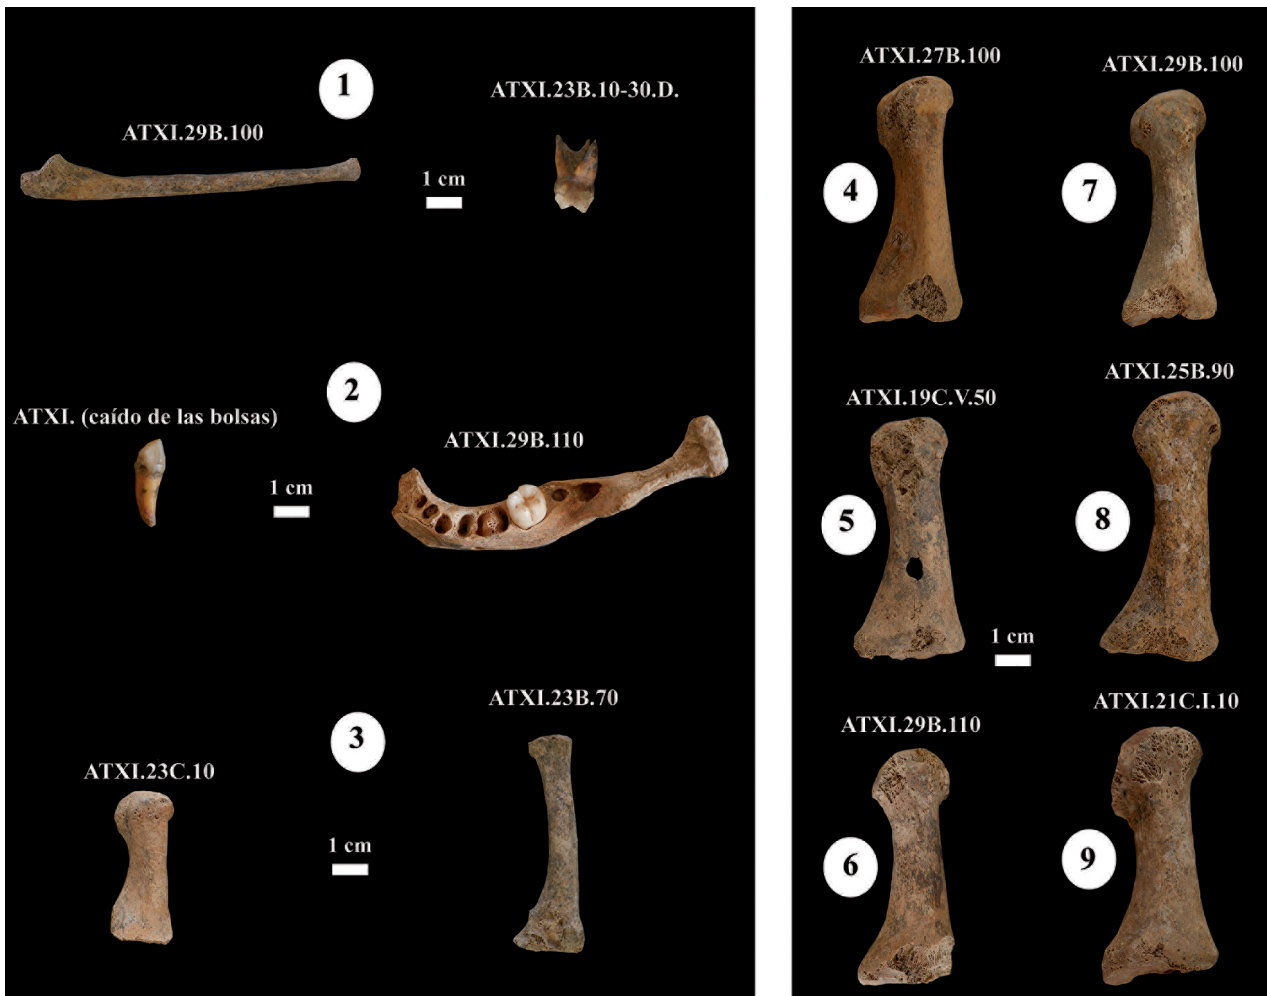 1
ATXI.29B.100
ATXI.23B.10-30.D.
1 cm
2
ATXI. (caído de las bolsas)
ATXI.29B.110
1 cm
3
ATXI.23C.10
ATXI.23B.70
1 cm
ATXI.27B.100
ATXI.29B.100
4
7
ATXI.19C.V.50
ATXI.25B.90
5
8
1 cm
ATXI.29B.110
ATXI.21C.I.10
6
9